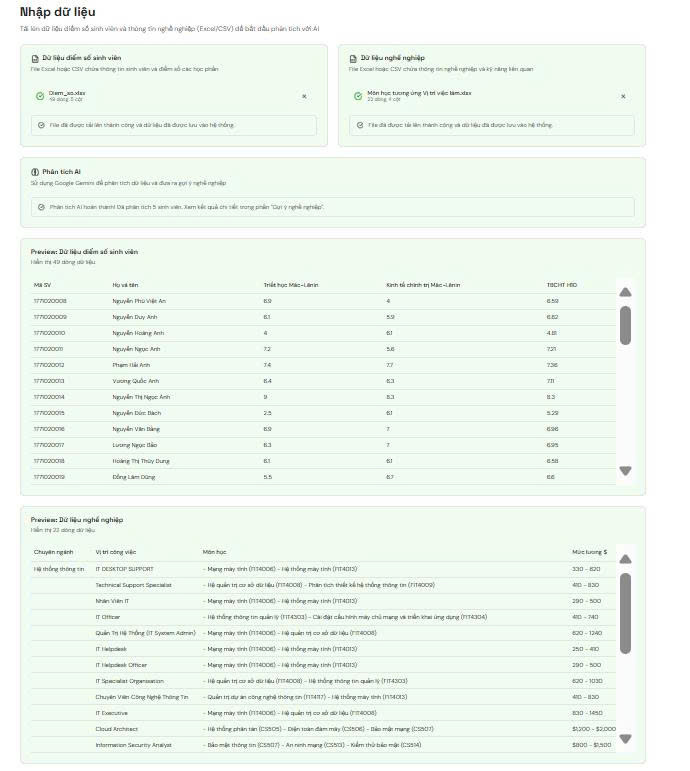 Nhập dữ liệu
Tải lên dữ liệu điểm số sinh viên và thông tin nghề nghiệp (Excel/CSV) để bắt đầu phân tích với AI
Dữ liệu điểm số sinh viên
File Excel hoặc CSV chứa thông tin sinh viên và điểm số các học phần
Diem_so.xlsx
49 dòng, 5 cột
File đã được tải lên thành công và dữ liệu đã được lưu vào hệ thống.
Dữ liệu nghề nghiệp
File Excel hoặc CSV chứa thông tin nghề nghiệp và kỹ năng liên quan
Môn học tương ứng Vị trí việc làm.xlsx
22 dòng, 4 cột
File đã được tải lên thành công và dữ liệu đã được lưu vào hệ thống.
Phân tích AI
Sử dụng Google Gemini để phân tích dữ liệu và đưa ra gợi ý nghề nghiệp
Phân tích AI hoàn thành! Đã phân tích 5 sinh viên. Xem kết quả chi tiết trong phần "Gợi ý nghề nghiệp".
Preview: Dữ liệu điểm số sinh viên
Hiển thị 49 dòng dữ liệu
Mã SV Họ và tên Triết học Mác-Lênin Kinh tế chính trị Mác-Lênin TBCHT H10
1771020008 Nguyễn Phú Việt An 6.9 4 6.59
1771020009 Nguyễn Duy Anh 6.1 5.9 6.82
1771020010 Nguyễn Hoàng Anh 4 6.1 4.81
1771020011 Nguyễn Ngọc Anh 7.2 5.6 7.21
1771020012 Phạm Hải Anh 7.4 7.7 7.36
1771020013 Vương Quốc Anh 6.4 6.3 7.11
1771020014 Nguyễn Thị Ngọc Anh 9 8.3 8.3
1771020015 Nguyễn Đức Bách 2.5 6.1 5.29
1771020016 Nguyễn Văn Bằng 6.9 7 6.96
1771020017 Lương Ngọc Bảo 6.3 7 6.95
1771020018 Hoàng Thị Thùy Dung 6.1 6.1 6.58
1771020019 Đồng Lâm Dũng 5.5 6.7 6.6
Preview: Dữ liệu nghề nghiệp
Hiển thị 22 dòng dữ liệu
Chuyên ngành Vị trí công việc Môn học Mức lương $
Hệ thống thông tin IT DESKTOP SUPPORT - Mạng máy tính (FIT4006) - Hệ thống máy tính (FIT4013) 330 - 820
Technical Support Specialist - Hệ quản trị cơ sở dữ liệu (FIT4008) - Phân tích thiết kế hệ thống thông tin (FIT4009) 410 - 830
Nhân Viên IT - Mạng máy tính (FIT4006) - Hệ thống máy tính (FIT4013) 290 - 500
IT Officer - Hệ thống thông tin quản lý (FIT4303) - Cài đặt cấu hình máy chủ mạng và triển khai ứng dụng (FIT4304) 410 - 740
Quản Trị Hệ Thống (IT System Admin) - Mạng máy tính (FIT4006) - Hệ quản trị cơ sở dữ liệu (FIT4008) 620 - 1240
IT Helpdesk - Mạng máy tính (FIT4006) - Hệ thống máy tính (FIT4013) 250 - 410
IT Helpdesk Officer - Mạng máy tính (FIT4006) - Hệ thống máy tính (FIT4013) 290 - 500
IT Specialist Organisation - Hệ quản trị cơ sở dữ liệu (FIT4008) - Hệ thống thông tin quản lý (FIT4303) 620 - 1030
Chuyên Viên Công Nghệ Thông Tin - Quản trị dự án công nghệ thông tin (FIT4117) - Hệ thống máy tính (FIT4013) 410 - 830
IT Executive - Mạng máy tính (FIT4006) - Hệ quản trị cơ sở dữ liệu (FIT4008) 830 - 1450
Cloud Architect - Hệ thống phân tán (CS505) - Điện toán đám mây (CS506) - Bảo mật mạng (CS507) $1,200 - $2,000
Information Security Analyst - Bảo mật thông tin (CS507) - An ninh mạng (CS513) - Kiểm thử bảo mật (CS514) $800 - $1,500